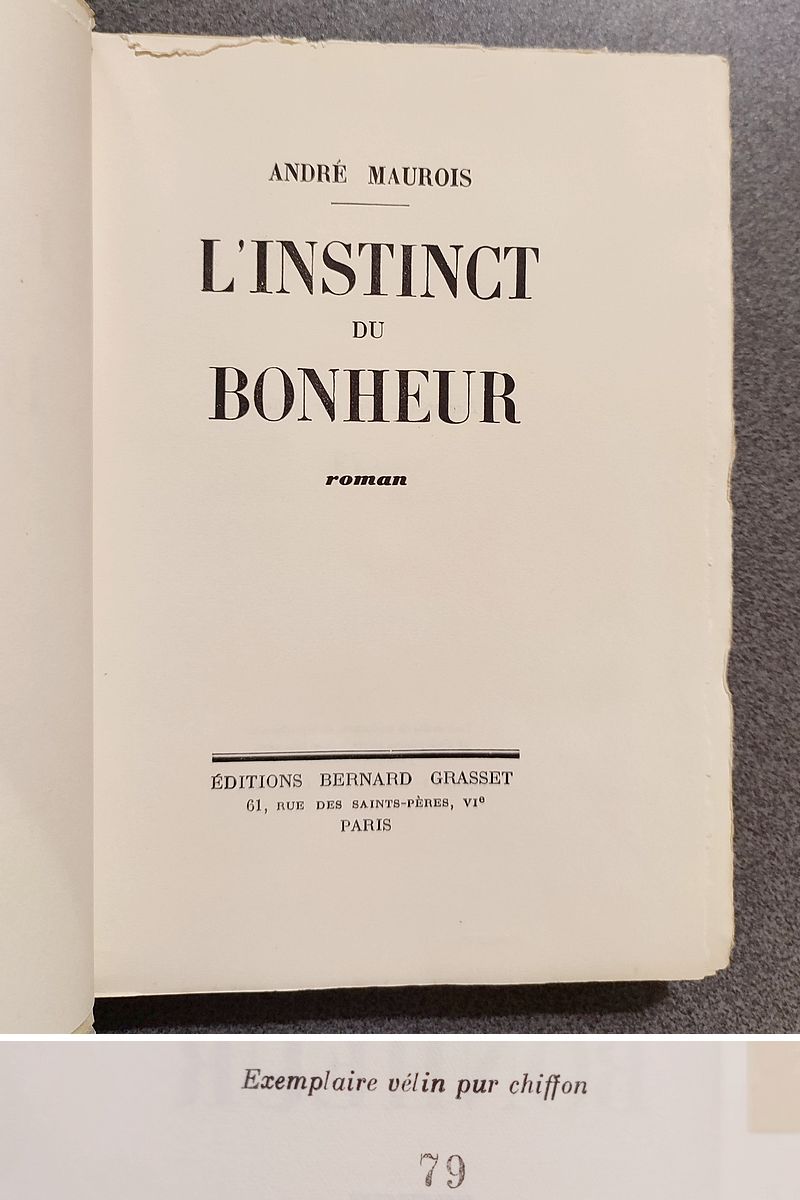 ANDRÉ MAUROIS
L'INSTINCT
DU
BONHEUR
roman
ÉDITIONS BERNARD GRASSET
61, RUE DES SAINTS-PÈRES, VIᵉ
PARIS
Exemplaire vélin pur chiffon
79